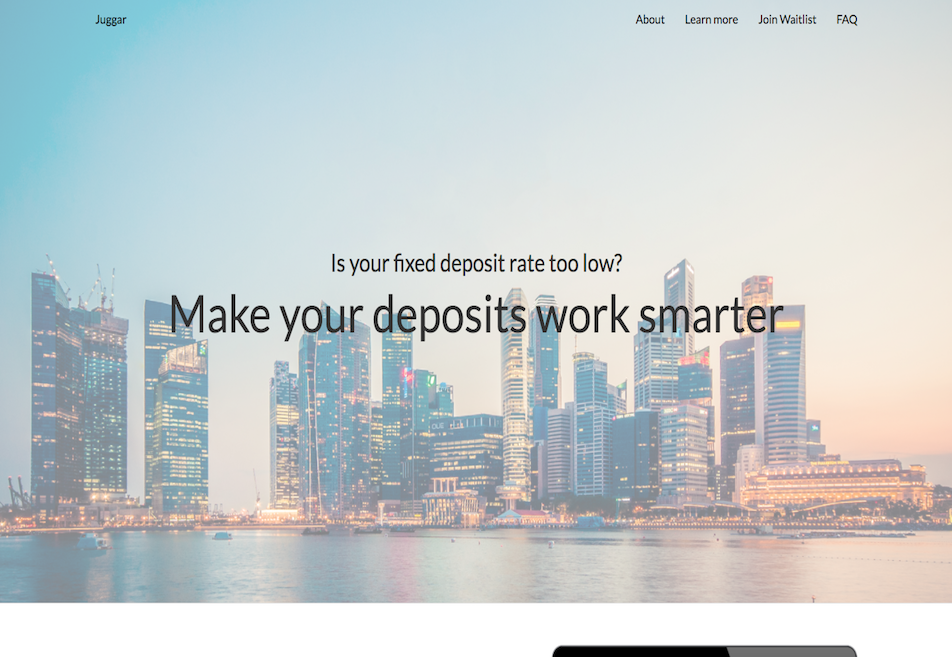 Juggar
About Learn more Join Waitlist FAQ
Is your fixed deposit rate too low?
Make your deposits work smarter